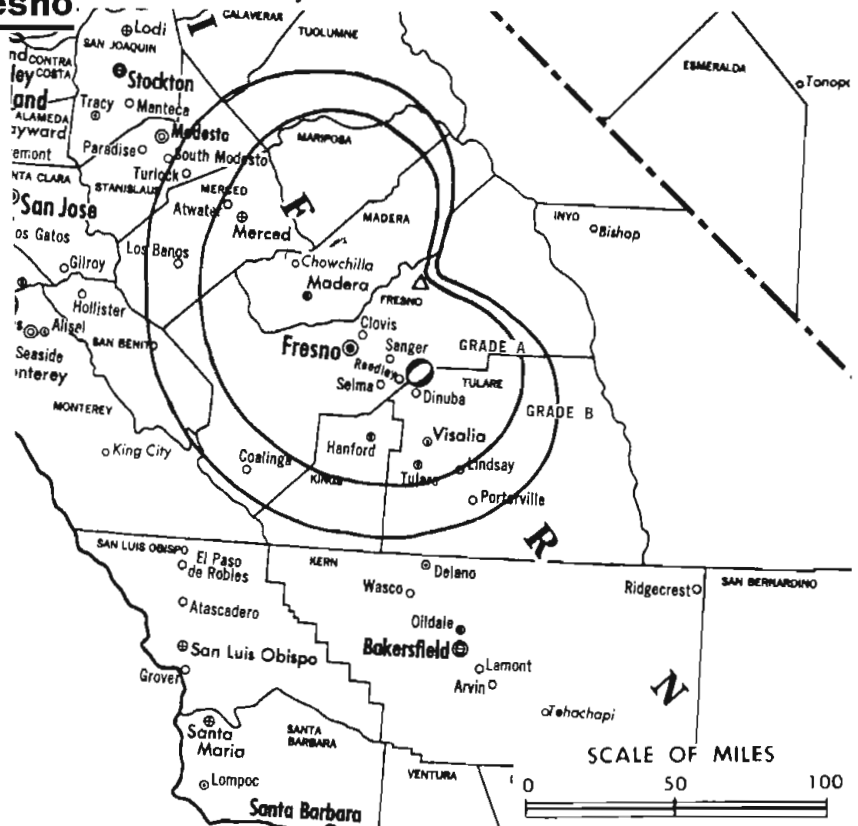 esno
Lodi
CALAVERAS
I
TUOLUMNE
SAN JOAQUIN
CONTRA
COSTA
Stockton
ESMERALDA
Tracy
Manteca
ALAMEDA
Modesto
Paradise
South Modesto
Turlock
STANISLAUS
MERCED
MARIPOSA
San Jose
Atwater
Merced
F
MADERA
INYO
Bishop
os Gatos
Los Banos
Gilroy
Chowchilla
Madera
FRESNO
Hollister
Alisal
SAN BENITO
Seaside
nterey
Clovis
Fresno
Sanger
GRADE A
Reedley
Selma
TULARE
Dinuba
GRADE B
MONTEREY
King City
Coalinga
Hanford
Visalia
KINGS
Tulare
Lindsay
Porterville
R
SAN LUIS OBISPO
El Paso
de Robles
KERN
Delano
Wasco
Ridgecrest
SAN BERNARDINO
Atascadero
Oildale
Bakersfield
San Luis Obispo
Lamont
Arvin
Grover
N
Tehachapi
Santa
Maria
SANTA
BARBARA
SCALE OF MILES
Lompoc
VENTURA
0 50 100
Santa Barbara